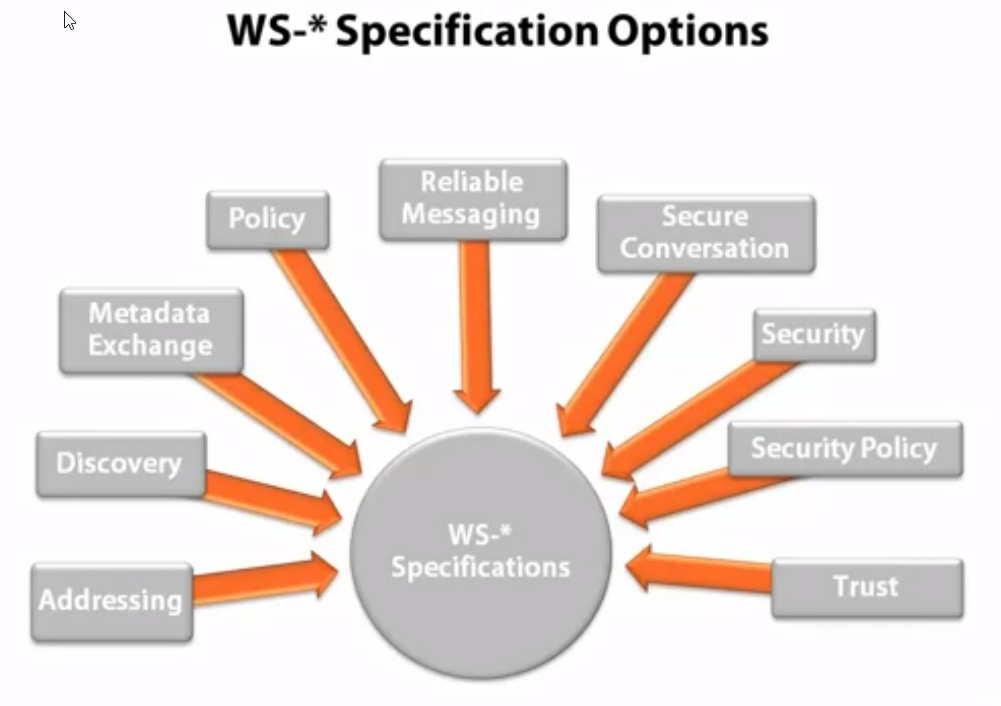 WS-* Specification Options
Reliable
Messaging
Policy
Secure
Conversation
Metadata
Exchange
Security
Discovery
Security Policy
WS-*
Specifications
Addressing
Trust